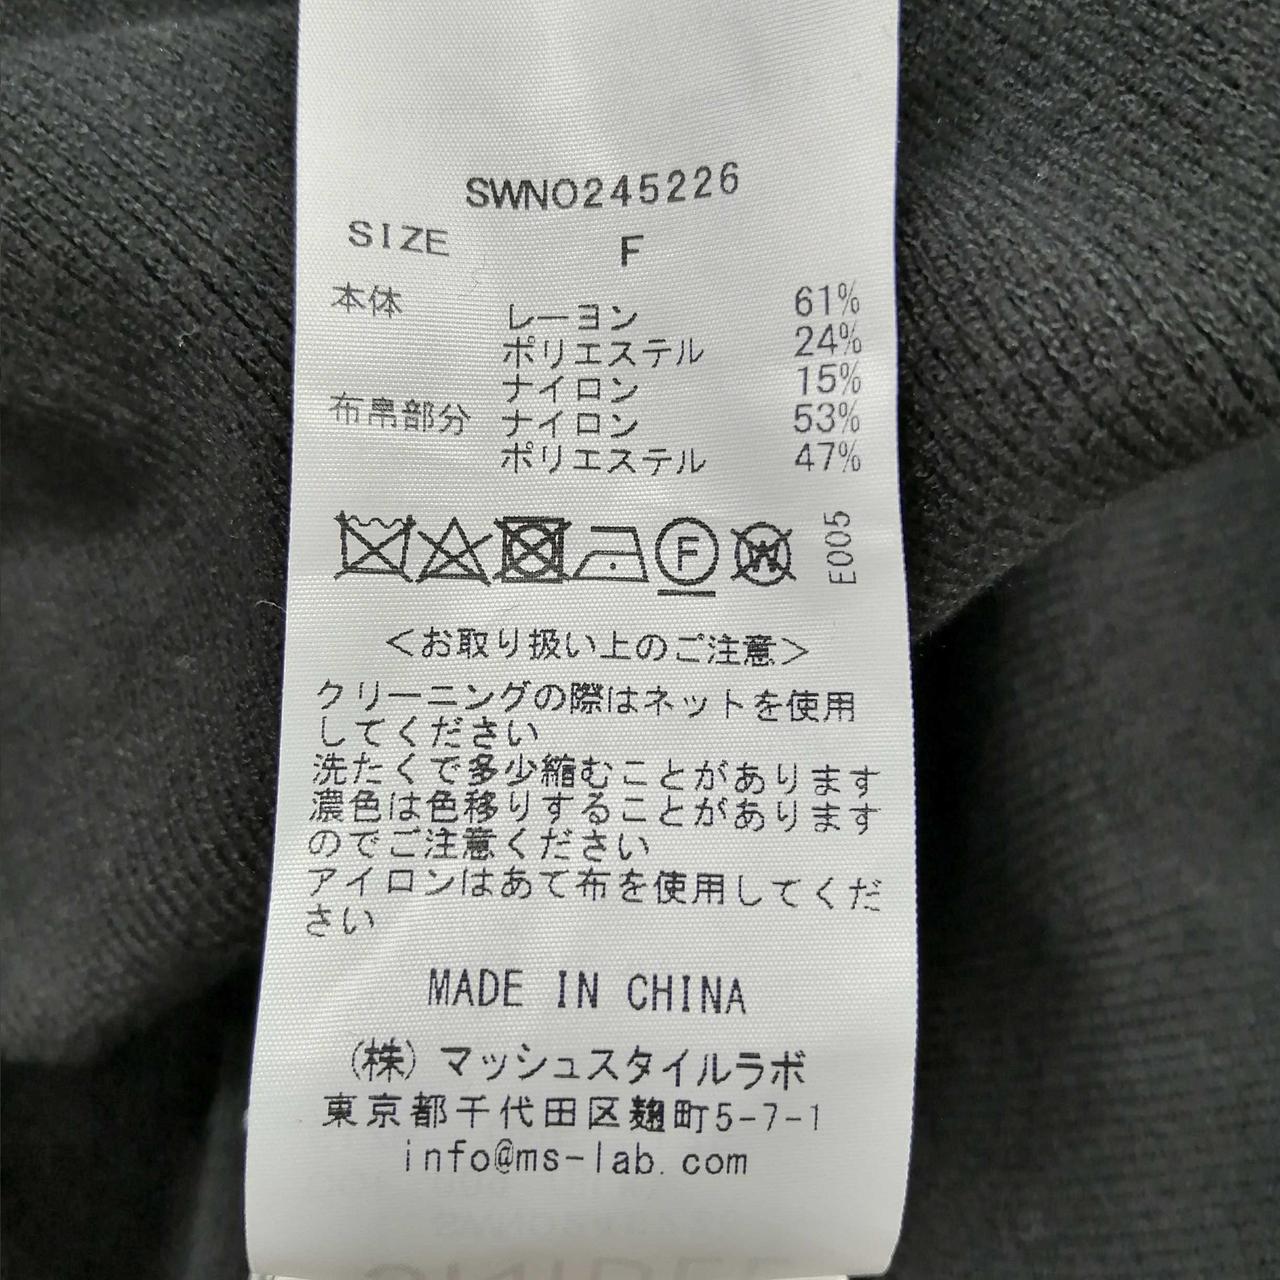 SWNO245226
SIZE F
本体 レーヨン 61%
ポリエステル 24%
ナイロン 15%
布帛部分 ナイロン 53%
ポリエステル 47%
F W E005
<お取り扱い上のご注意>
クリーニングの際はネットを使用
してください
洗たくで多少縮むことがあります
濃色は色移りすることがあります
のでご注意ください
アイロンはあて布を使用してくだ
さい
MADE IN CHINA
(株)マッシュスタイルラボ
東京都千代田区麹町5-7-1
info@ms-lab.com